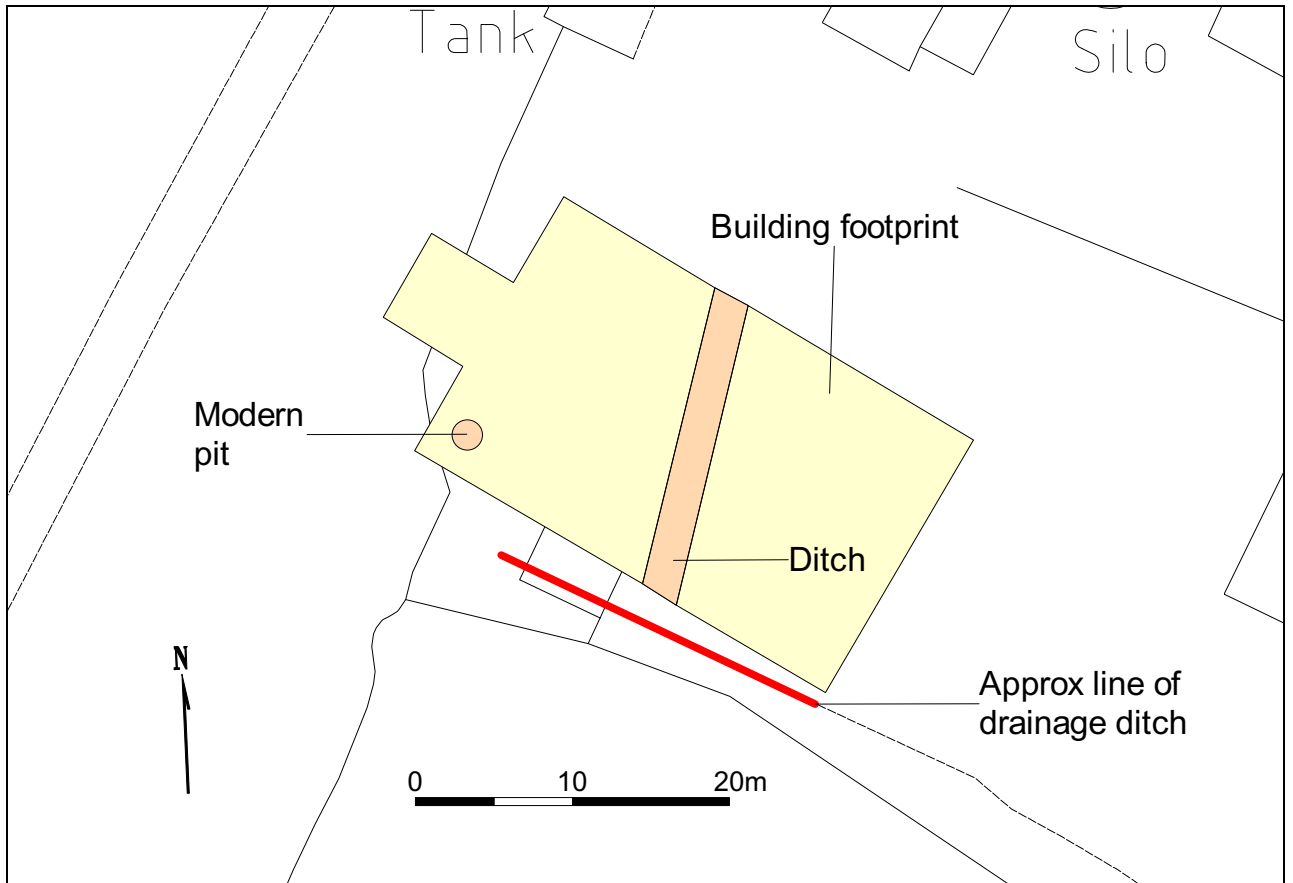 Tank
Silo
Building footprint
Modern
pit
Ditch
N
Approx line of
drainage ditch
0 10 20m